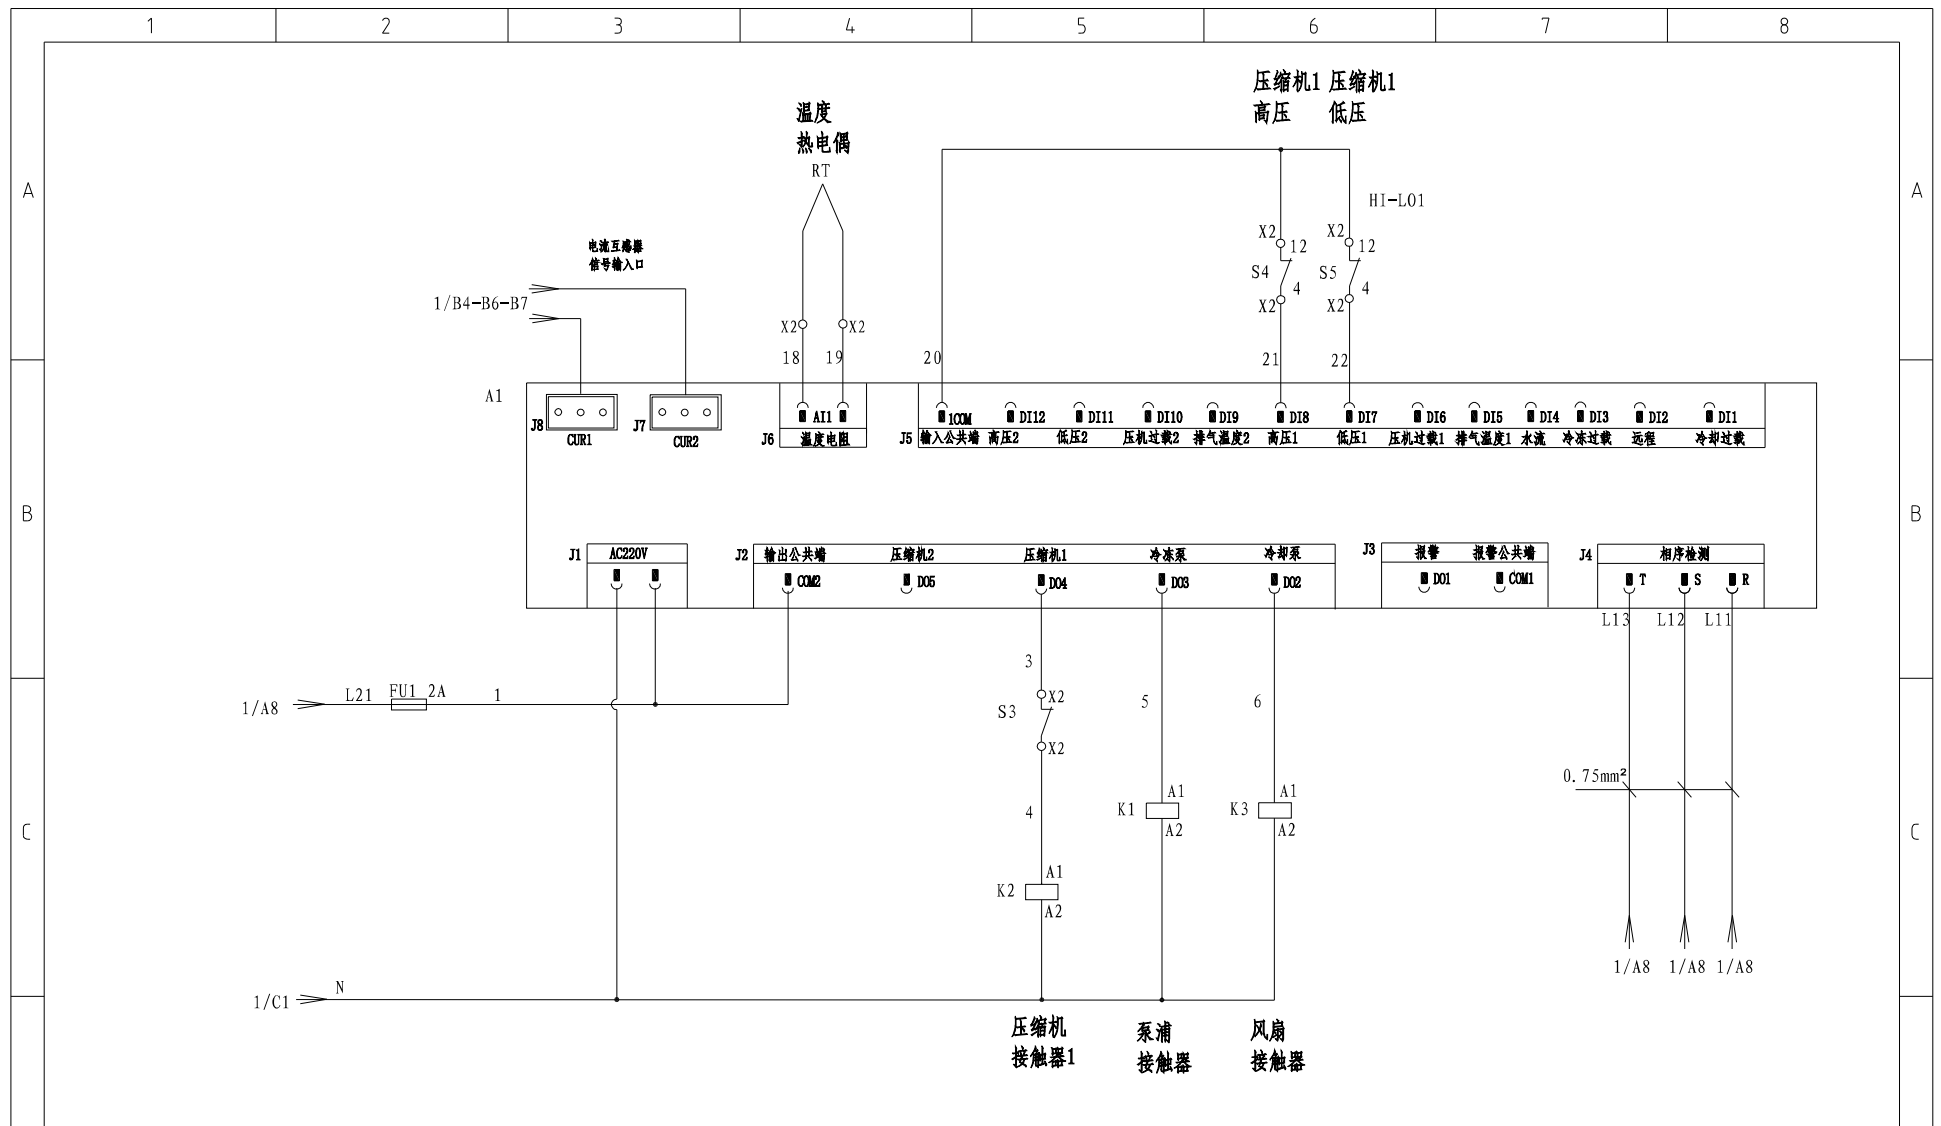 1 2 3 4 5 6 7 8
压缩机1 压缩机1
高压 低压
温度
热电偶
RT
A A
HI-LO1
X2 X2
电流互感器
信号输入口
12 12
S4 S5
4 4
1/B4-B6-B7
X2 X2
X2 X2
18 19 20 21 22
A1
J8 CUR1
J7 CUR2
AI1
J6 温度电阻
1COM DI12 DI11 DI10 DI9 DI8 DI7 DI6 DI5 DI4 DI3 DI2 DI1
J5 输入公共端 高压2 低压2 压机过载2 排气温度2 高压1 低压1 压机过载1 排气温度1 水流 冷冻过载 远程 冷却过载
B B
J1 AC220V
J2 输出公共端 压缩机2 压缩机1 冷冻泵 冷却泵
COM2 DO5 DO4 DO3 DO2
J3 报警 报警公共端
DO1 COM1
J4 相序检测
T S R
L13 L12 L11
3
1/A8 L21 FU1 2A 1
X2
S3
X2
5 6
0.75mm²
A1 A1
K1 K3
A2 A2
4
C C
A1
K2
A2
1/A8 1/A8 1/A8
1/C1 N
压缩机
接触器1
泵浦
接触器
风扇
接触器